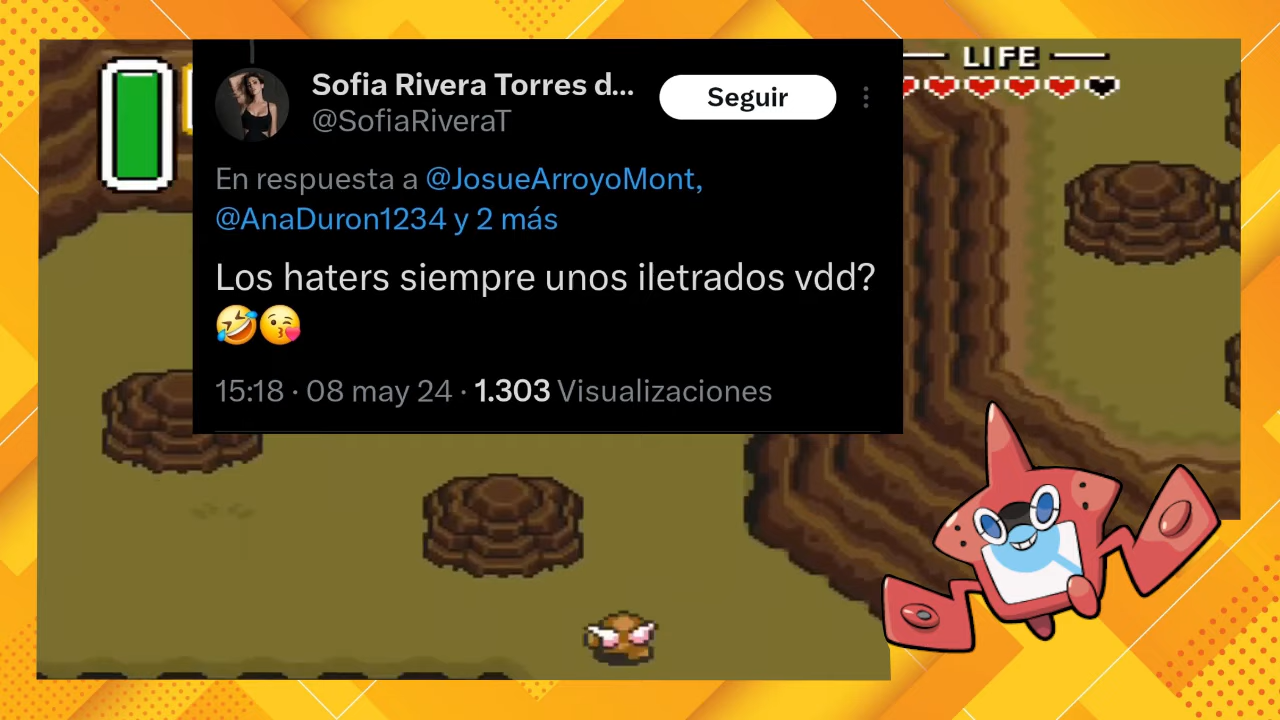 LIFE
Sofia Rivera Torres d...
@SofiaRiveraT
Seguir
En respuesta a @JosueArroyoMont,
@AnaDuron1234 y 2 más
Los haters siempre unos iletrados vdd?
🤣😘
15:18 · 08 may 24 · 1.303 Visualizaciones